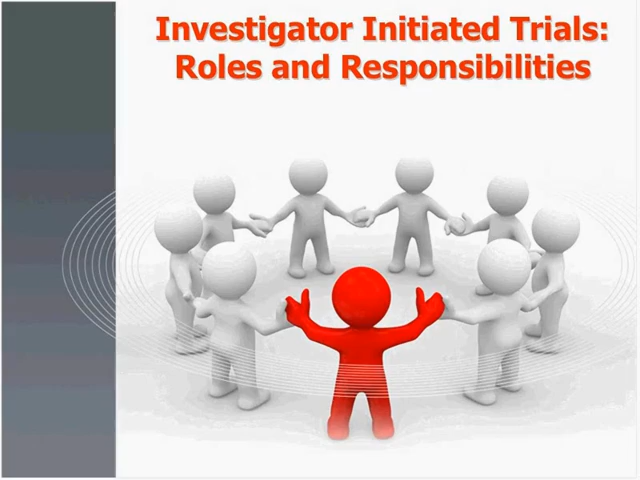 Investigator Initiated Trials:
Roles and Responsibilities